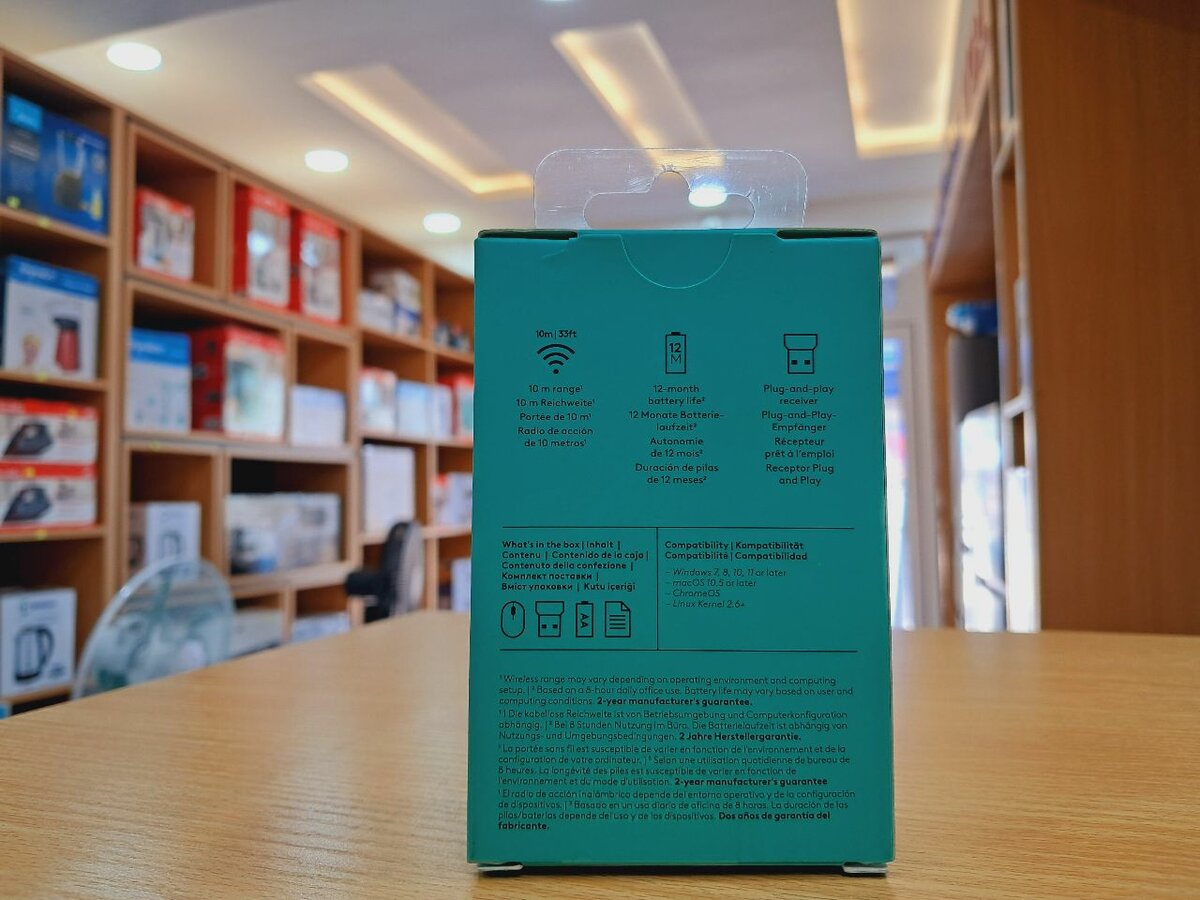 10m | 33ft
10 m range¹
10 m Reichweite¹
Portée de 10 m¹
Radio de acción
de 10 metros¹
12
M
12-month
battery life²
12 Monate Batterie-
laufzeit²
Autonomie
de 12 mois²
Duración de pilas
de 12 meses²
Plug-and-play
receiver
Plug-and-Play-
Empfänger
Récepteur
prêt à l'emploi
Receptor Plug
and Play
What's in the box | Inhalt |
Contenu | Contenido de la caja |
Contenuto della confezione |
Комплект поставки |
Вміст упаковки | Kutu içeriği
AA
Compatibility | Kompatibilität
Compatibilité | Compatibilidad
– Windows 7, 8, 10, 11 or later
– macOS 10.5 or later
– ChromeOS
– Linux Kernel 2.6+
¹ Wireless range may vary depending on operating environment and computing
setup. | ² Based on a 8-hour daily office use. Battery life may vary based on user and
computing conditions. 2-year manufacturer's guarantee.
¹ | Die kabellose Reichweite ist von Betriebsumgebung und Computerkonfiguration
abhängig. | ² Bei 8 Stunden Nutzung im Büro. Die Batterielaufzeit ist abhängig von
Nutzungs- und Umgebungsbedingungen. 2 Jahre Herstellergarantie.
¹ La portée sans fil est susceptible de varier en fonction de l'environnement et de la
configuration de votre ordinateur. | ² Selon une utilisation quotidienne de bureau de
8 heures. La longévité des piles est susceptible de varier en fonction de
l'environnement et du mode d'utilisation. 2-year manufacturer's guarantee
¹ El radio de acción inalámbrica depende del entorno operativo y de la configuración
de dispositivos. | ² Basado en un uso diario de oficina de 8 horas. La duración de las
pilas/baterías depende del uso y de los dispositivos. Dos años de garantía del
fabricante.